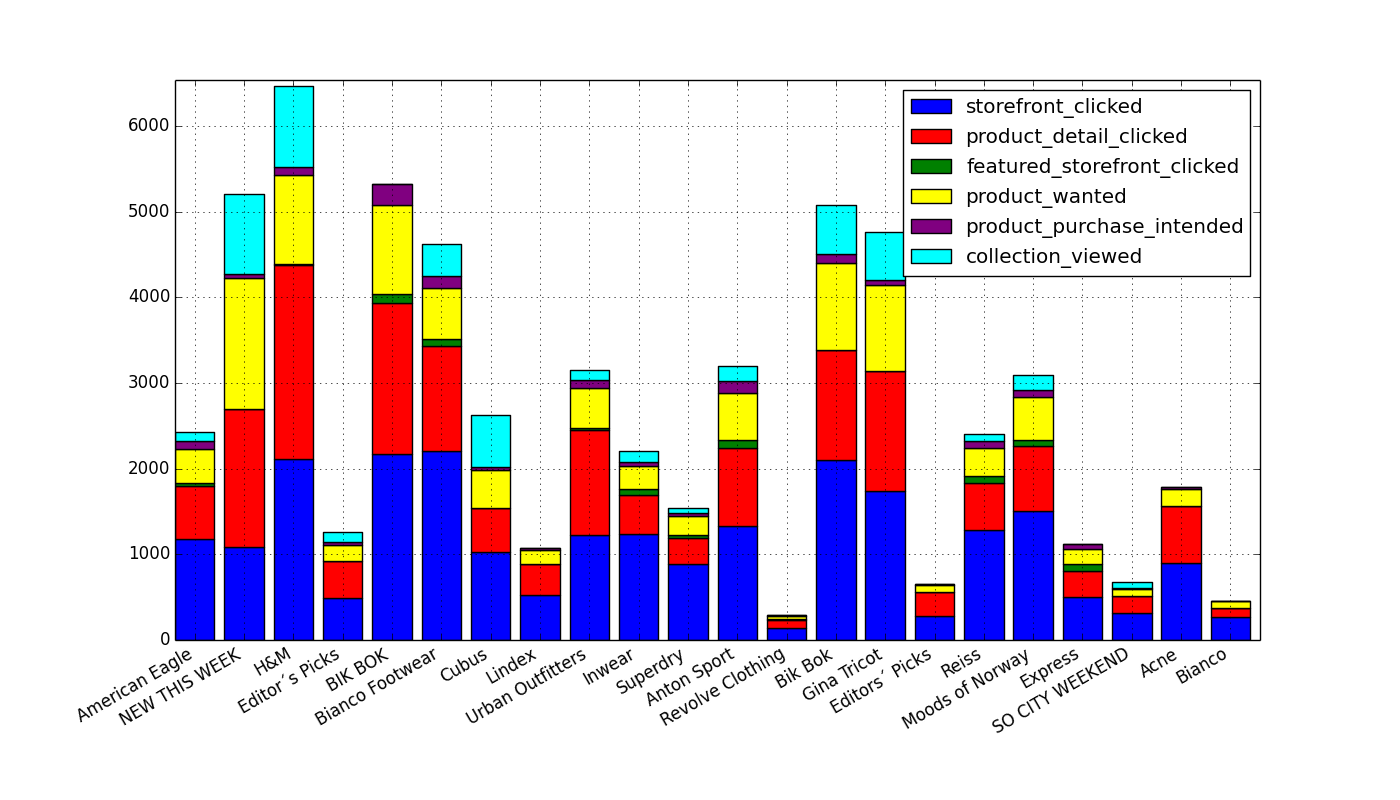 6000
5000
4000
3000
2000
1000
0
storefront_clicked
product_detail_clicked
featured_storefront_clicked
product_wanted
product_purchase_intended
collection_viewed
American Eagle
NEW THIS WEEK
H&M
Editor´s Picks
BIK BOK
Bianco Footwear
Cubus
Lindex
Urban Outfitters
Inwear
Superdry
Anton Sport
Revolve Clothing
Bik Bok
Gina Tricot
Editors´ Picks
Reiss
Moods of Norway
Express
SO CITY WEEKEND
Acne
Bianco